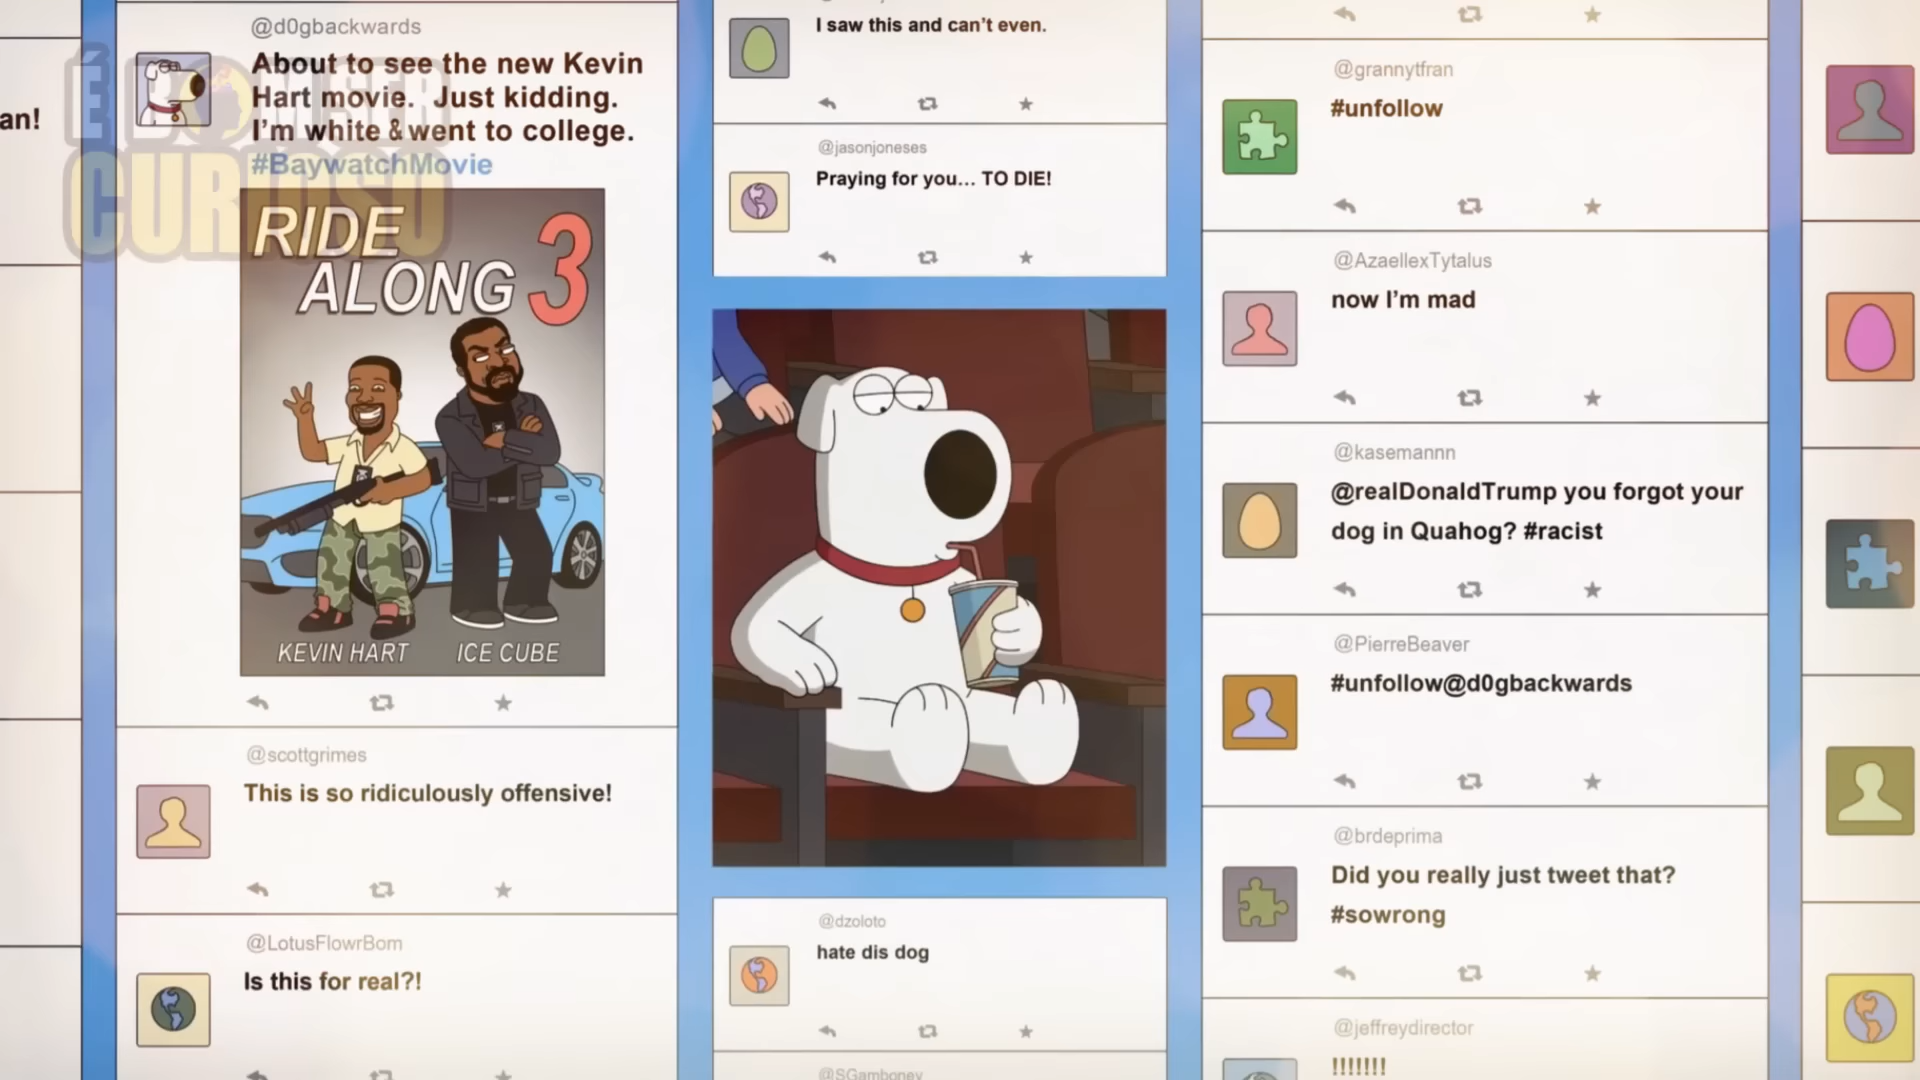 an!
@d0gbackwards
About to see the new Kevin
Hart movie. Just kidding.
I'm white & went to college.
#BaywatchMovie
RIDE
ALONG 3
KEVIN HART ICE CUBE
@scottgrimes
This is so ridiculously offensive!
@LotusFlowrBom
Is this for real?!
I saw this and can't even.
@jasonjoneses
Praying for you... TO DIE!
@dzoloto
hate dis dog
@SGamboney
@grannytfran
#unfollow
@AzaellexTytalus
now I'm mad
@kasemannn
@realDonaldTrump you forgot your
dog in Quahog? #racist
@PierreBeaver
#unfollow@d0gbackwards
@brdeprima
Did you really just tweet that?
#sowrong
@jeffreydirector
!!!!!!!
É BOM SER
CURIOSO